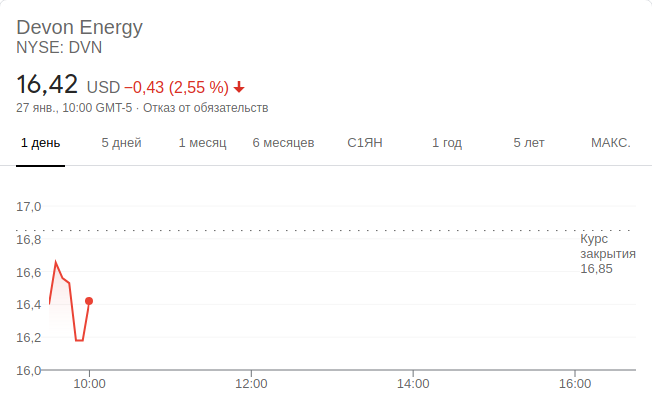 Devon Energy
NYSE: DVN
16,42 USD −0,43 (2,55 %)
27 янв., 10:00 GMT-5 · Отказ от обязательств
1 день 5 дней 1 месяц 6 месяцев С1ЯН 1 год 5 лет МАКС.
17,0
16,8
Курс
закрытия
16,85
16,6
16,4
16,2
16,0
10:00 12:00 14:00 16:00